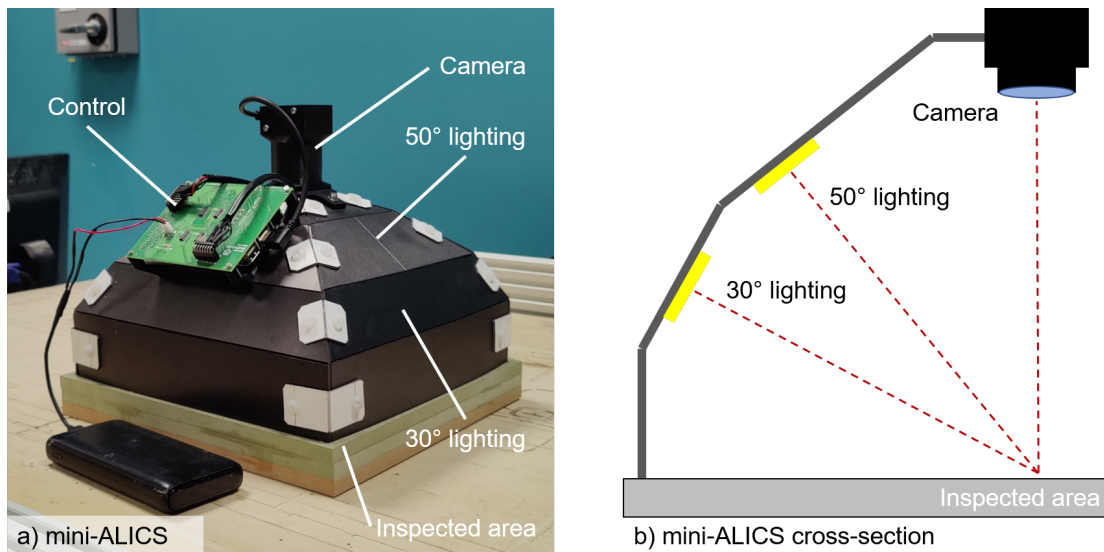 Control
Camera
50° lighting
30° lighting
Inspected area
a) mini-ALICS
Camera
50° lighting
30° lighting
Inspected area
b) mini-ALICS cross-section